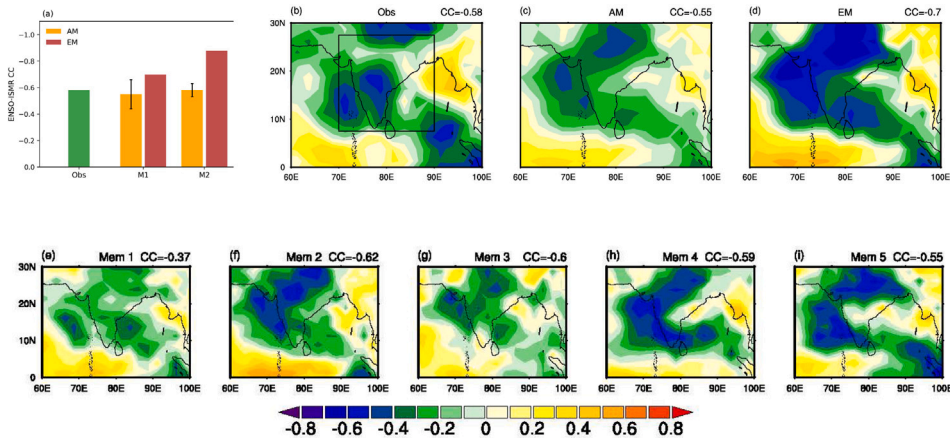 (a)
AM
EM
ENSO-ISMR CC
−1.0
−0.8
−0.6
−0.4
−0.2
0.0
Obs
M1
M2
(b) Obs CC=-0.58
30N
20N
10N
0
60E 70E 80E 90E 100E
(c) AM CC=-0.55
60E 70E 80E 90E 100E
(d) EM CC=-0.7
60E 70E 80E 90E 100E
(e) Mem 1 CC=-0.37
30N
20N
10N
0
60E 70E 80E 90E 100E
(f) Mem 2 CC=-0.62
60E 70E 80E 90E 100E
(g) Mem 3 CC=-0.6
60E 70E 80E 90E 100E
(h) Mem 4 CC=-0.59
60E 70E 80E 90E 100E
(i) Mem 5 CC=-0.55
60E 70E 80E 90E 100E
-0.8 -0.6 -0.4 -0.2 0 0.2 0.4 0.6 0.8